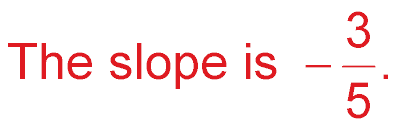 The slope is −3/5.